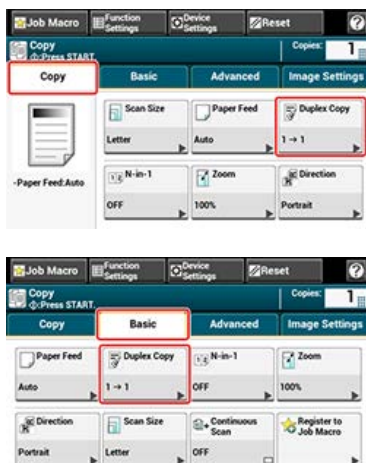 Job Macro Function Settings Device Settings Reset ?
Copy Copies: 1
:Press START.
Copy Basic Advanced Image Settings
Scan Size Paper Feed Duplex Copy
Letter Auto 1→1
-Paper Feed:Auto
N-in-1 Zoom Direction
OFF 100% Portrait
Job Macro Function Settings Device Settings Reset ?
Copy Copies: 1
:Press START.
Copy Basic Advanced Image Settings
Paper Feed Duplex Copy N-in-1 Zoom
Auto 1→1 OFF 100%
Direction Scan Size Continuous Scan Register to Job Macro
Portrait Letter OFF